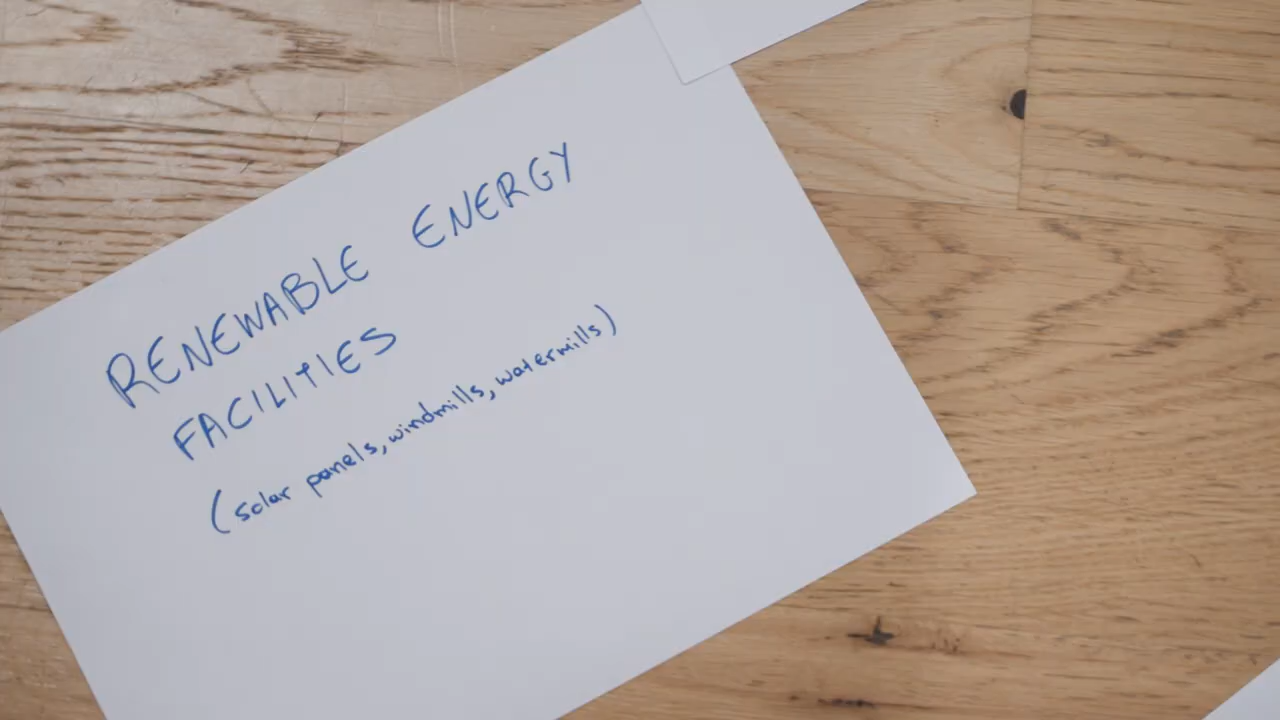 RENEWABLE ENERGY
FACILITIES
(solar panels, windmills, watermills)